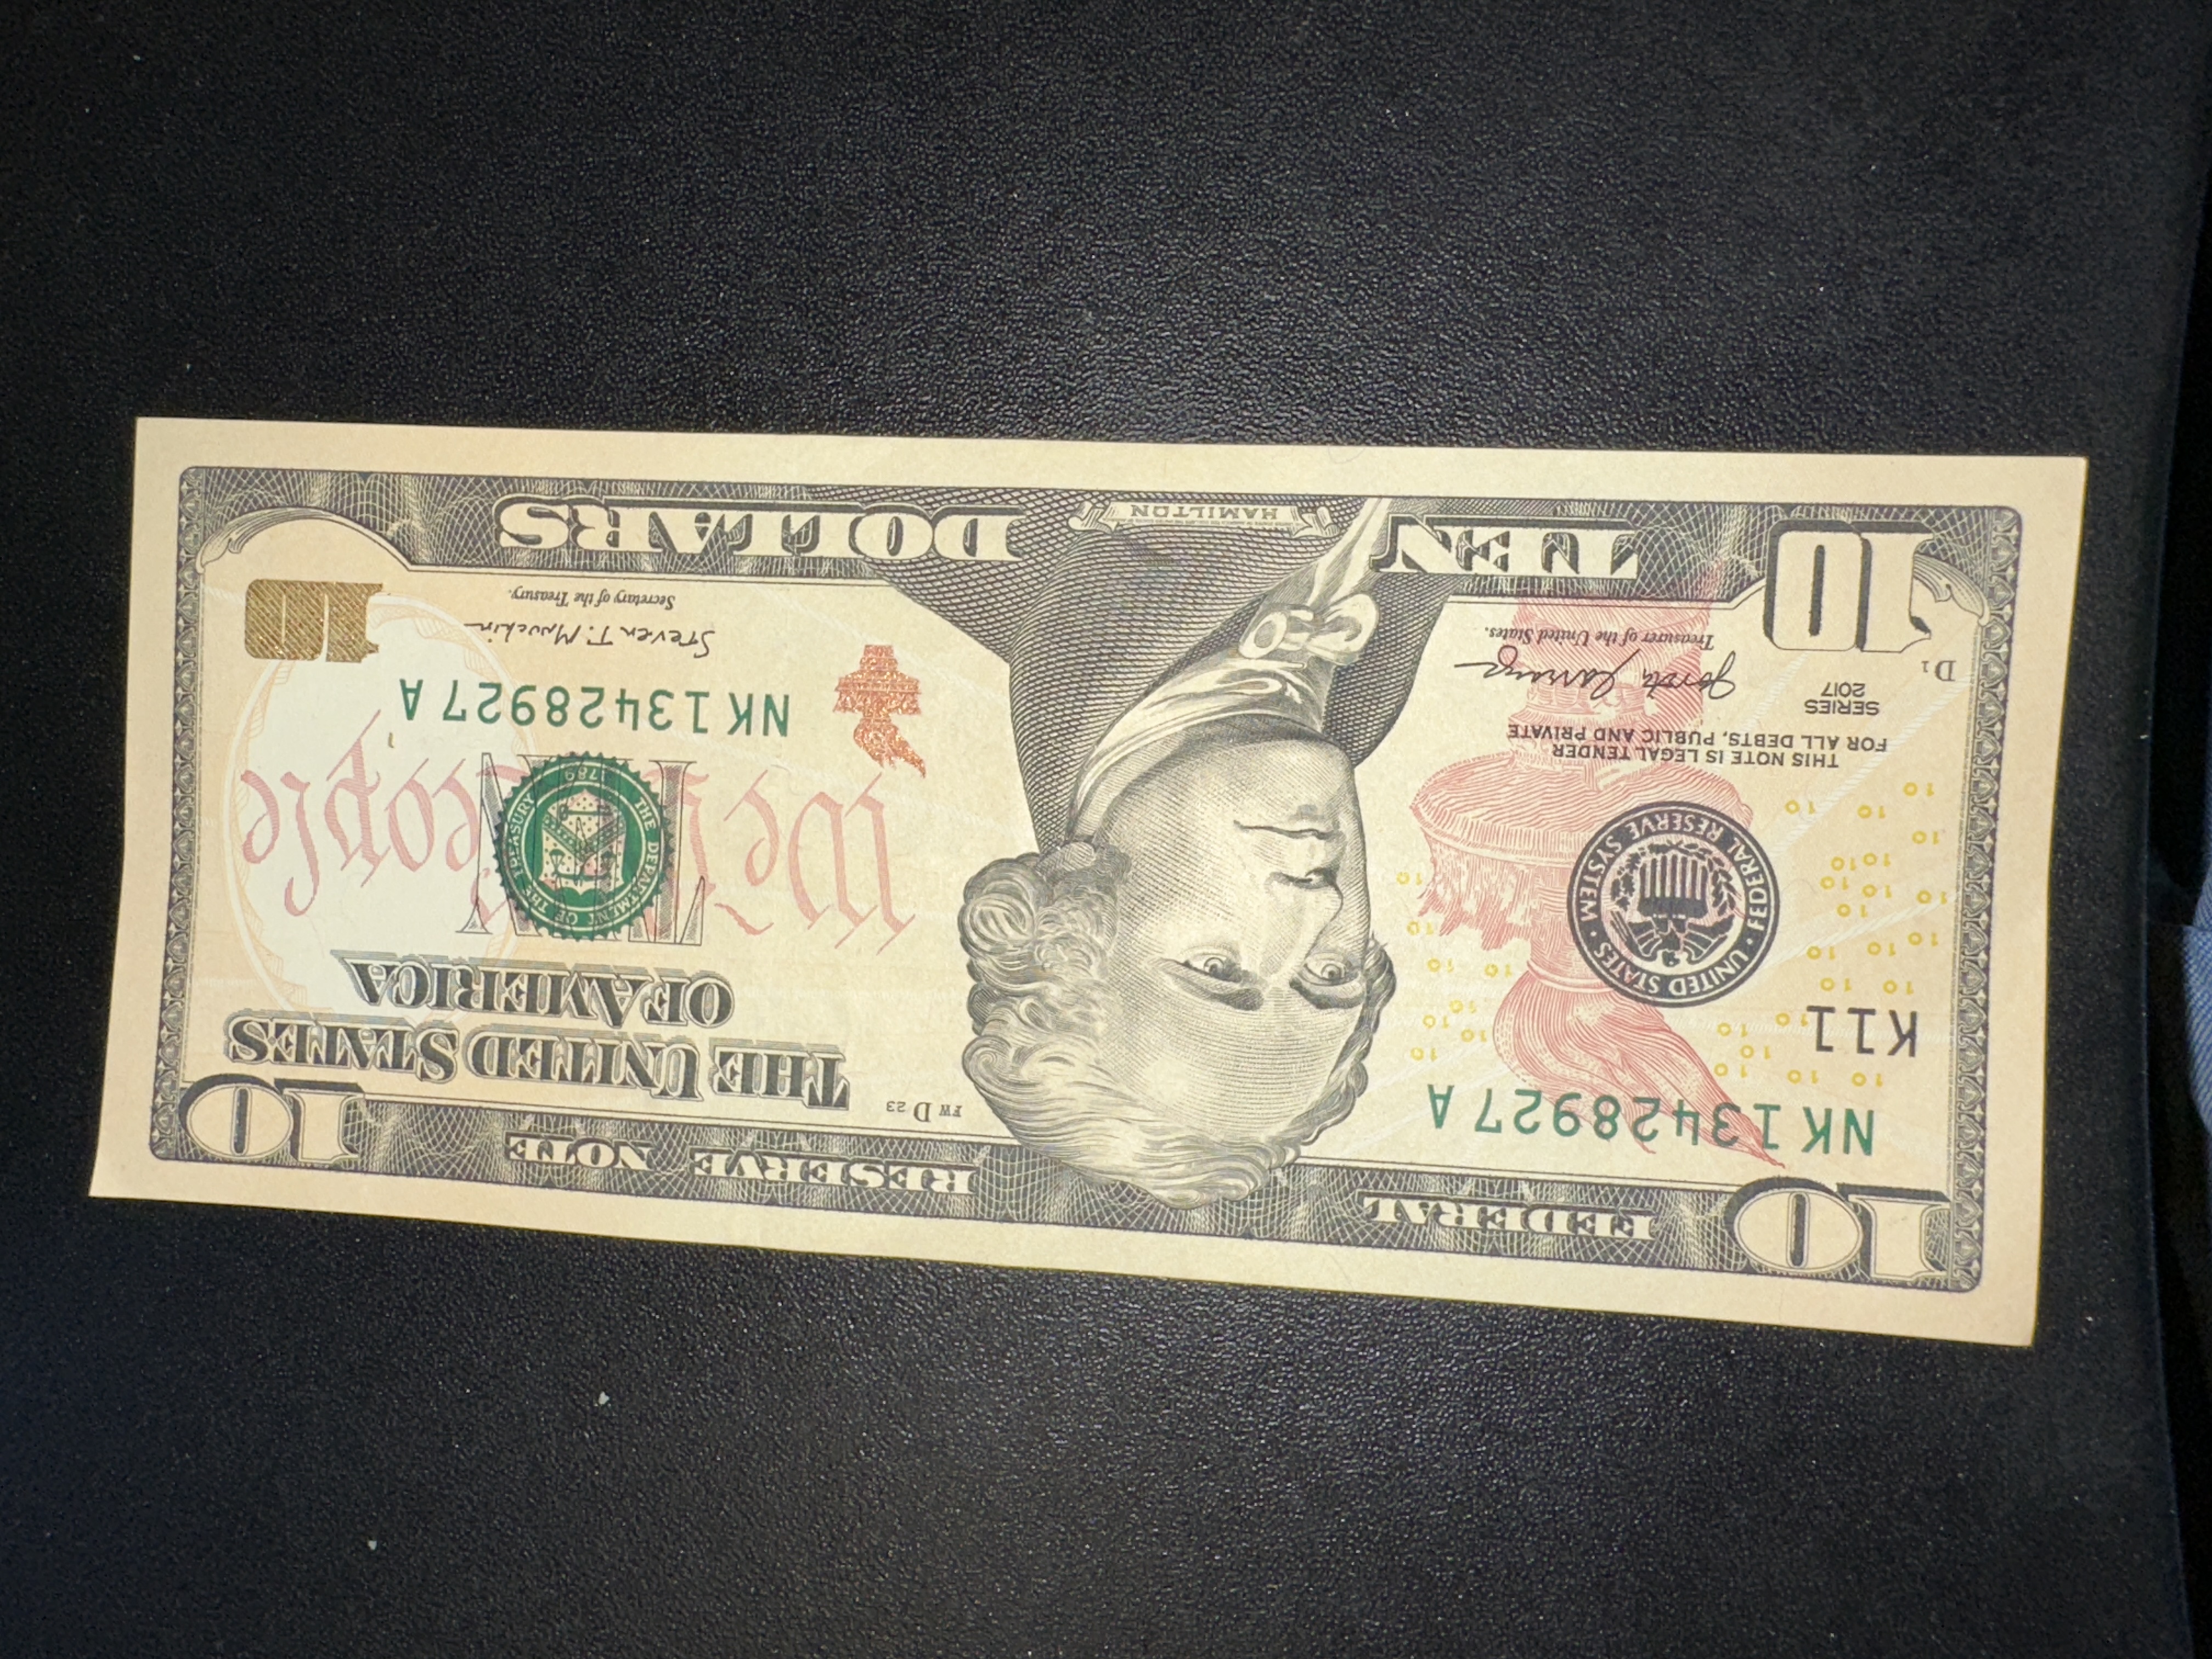 FEDERAL RESERVE NOTE
10
10
NK 13428927 A
FW D 23
THE UNITED STATES
OF AMERICA
K11
UNITED STATES FEDERAL RESERVE SYSTEM
We the People
TEN
THE DEPARTMENT OF THE TREASURY
1789
THIS NOTE IS LEGAL TENDER
FOR ALL DEBTS, PUBLIC AND PRIVATE
NK 13428927 A
SERIES
2017
D1
Treasurer of the United States.
Steven T. Mnuchin
Secretary of the Treasury.
10
10
HAMILTON
TEN DOLLARS